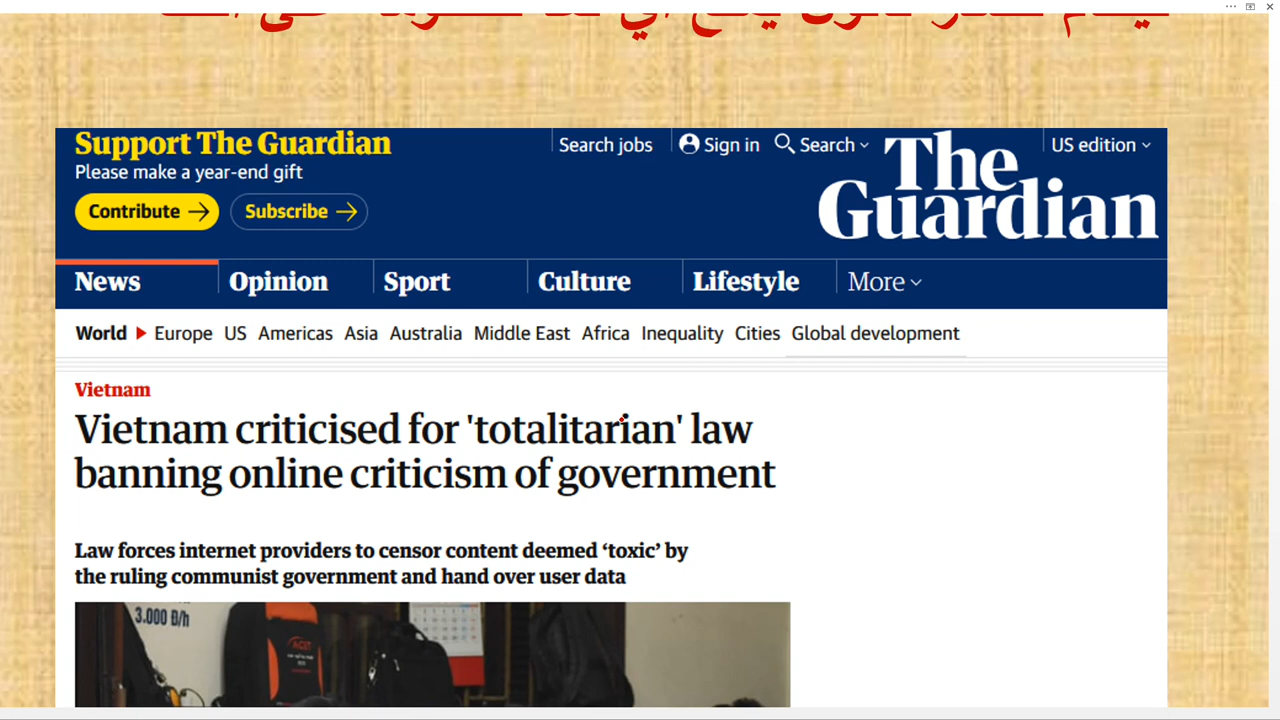 Support The Guardian
Please make a year-end gift
Contribute →
Subscribe →
Search jobs
Sign in
Search
US edition
The
Guardian
News Opinion Sport Culture Lifestyle More
World Europe US Americas Asia Australia Middle East Africa Inequality Cities Global development
Vietnam
Vietnam criticised for 'totalitarian' law
banning online criticism of government
Law forces internet providers to censor content deemed ‘toxic’ by
the ruling communist government and hand over user data
3.000 Đ/h